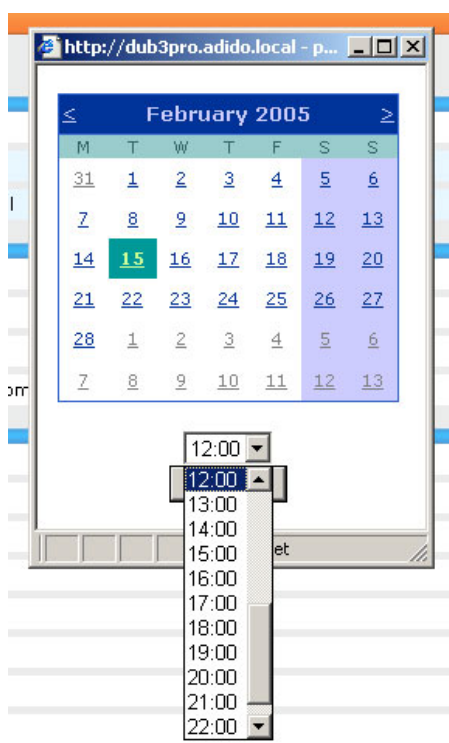 http://dub3pro.adido.local - p...
< February 2005 >
M T W T F S S
31 1 2 3 4 5 6
7 8 9 10 11 12 13
14 15 16 17 18 19 20
21 22 23 24 25 26 27
28 1 2 3 4 5 6
7 8 9 10 11 12 13
12:00
12:00
13:00
14:00
15:00 et
16:00
17:00
18:00
19:00
20:00
21:00
22:00